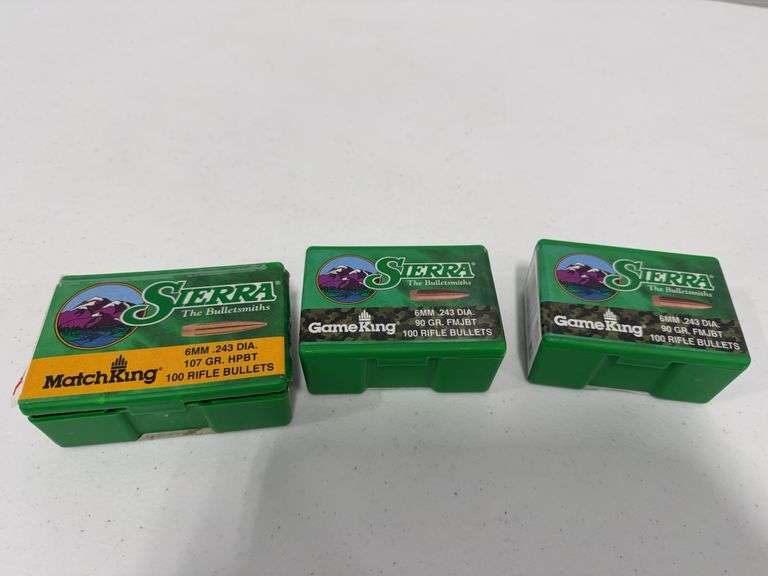 SIERRA®
The Bulletsmiths
MatchKing®
6MM .243 DIA.
107 GR. HPBT
100 RIFLE BULLETS
SIERRA®
The Bulletsmiths
GameKing®
6MM .243 DIA.
90 GR. FMJBT
100 RIFLE BULLETS
SIERRA®
The Bulletsmiths
GameKing®
6MM .243 DIA.
90 GR. FMJBT
100 RIFLE BULLETS